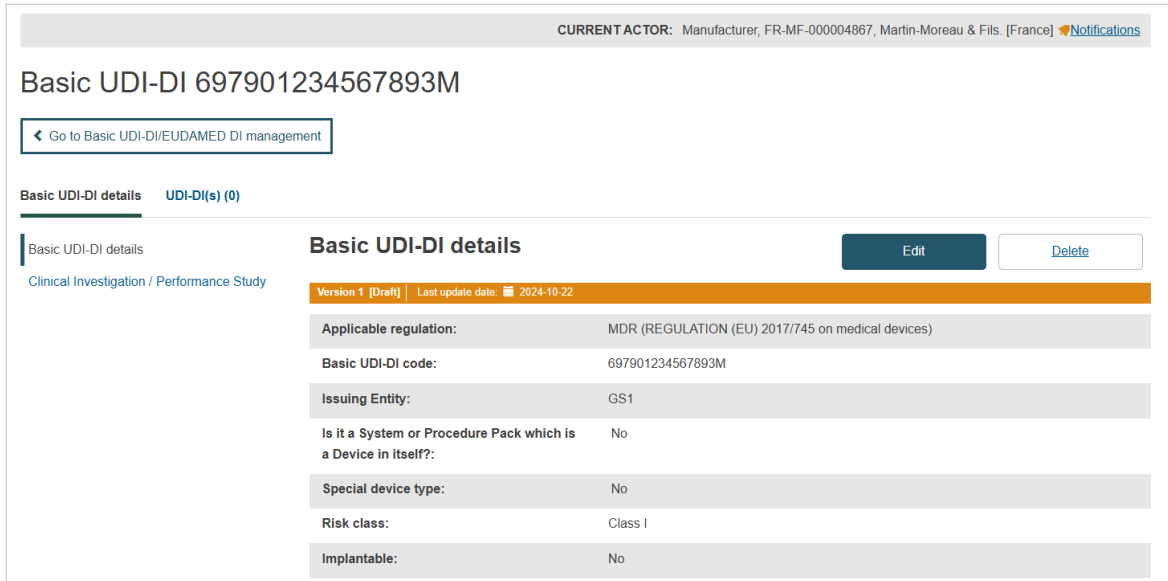 CURRENT ACTOR: Manufacturer, FR-MF-000004867, Martin-Moreau & Fils. [France] Notifications
Basic UDI-DI 697901234567893M
Go to Basic UDI-DI/EUDAMED DI management
Basic UDI-DI details UDI-DI(s) (0)
Basic UDI-DI details
Clinical Investigation / Performance Study
Basic UDI-DI details
Edit
Delete
Version 1 [Draft] Last update date: 2024-10-22
Applicable regulation: MDR (REGULATION (EU) 2017/745 on medical devices)
Basic UDI-DI code: 697901234567893M
Issuing Entity: GS1
Is it a System or Procedure Pack which is No
a Device in itself?:
Special device type: No
Risk class: Class I
Implantable: No